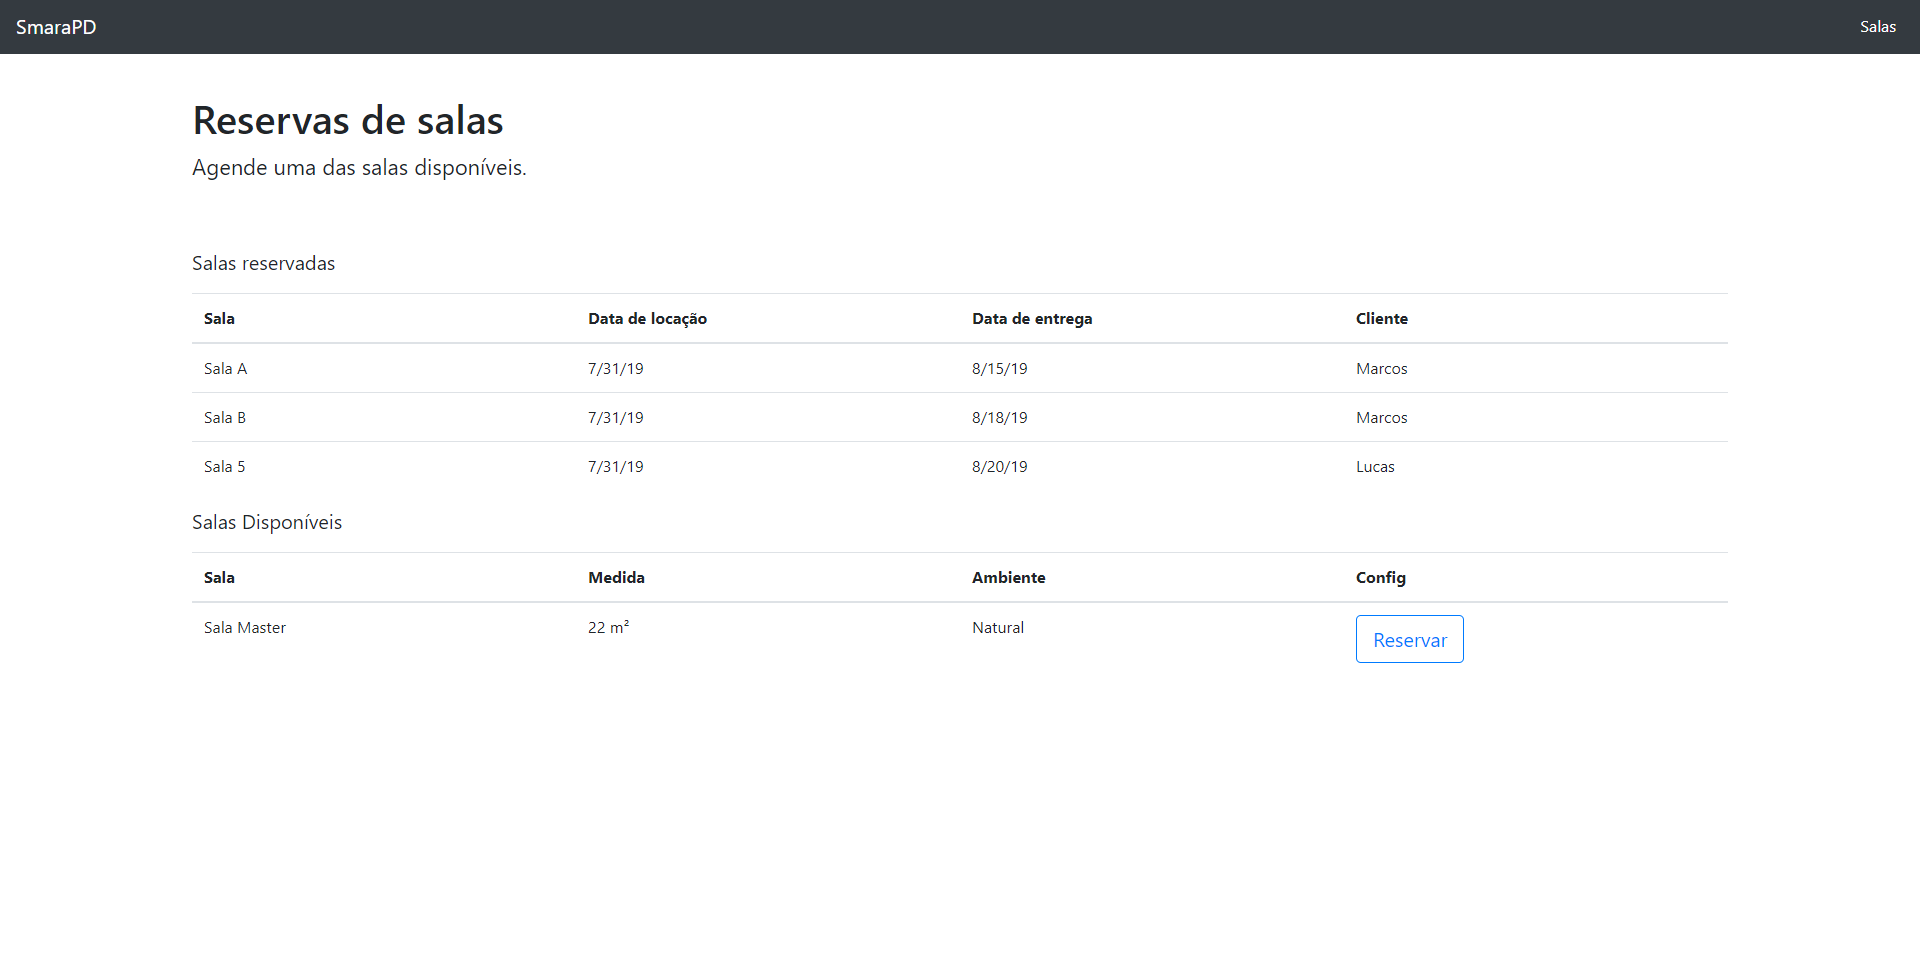 SmaraPD Salas
Reservas de salas
Agende uma das salas disponíveis.
Salas reservadas
Sala Data de locação Data de entrega Cliente
Sala A 7/31/19 8/15/19 Marcos
Sala B 7/31/19 8/18/19 Marcos
Sala 5 7/31/19 8/20/19 Lucas
Salas Disponíveis
Sala Medida Ambiente Config
Sala Master 22 m² Natural Reservar